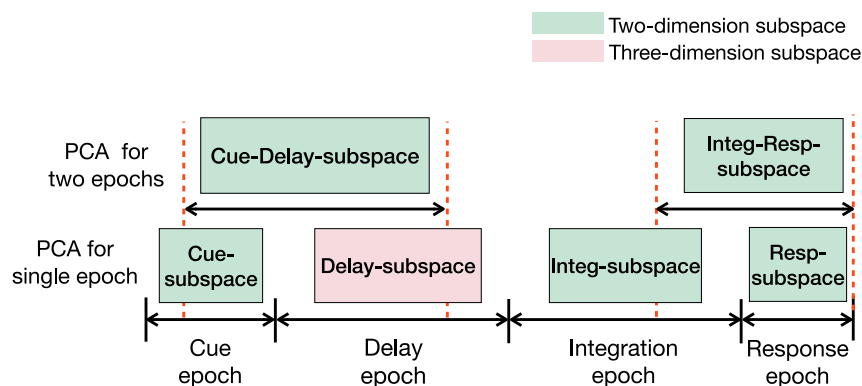 Two-dimension subspace
Three-dimension subspace
PCA for
two epochs
Cue-Delay-subspace
Integ-Resp-
subspace
PCA for
single epoch
Cue-
subspace
Delay-subspace
Integ-subspace
Resp-
subspace
Cue
epoch
Delay
epoch
Integration
epoch
Response
epoch